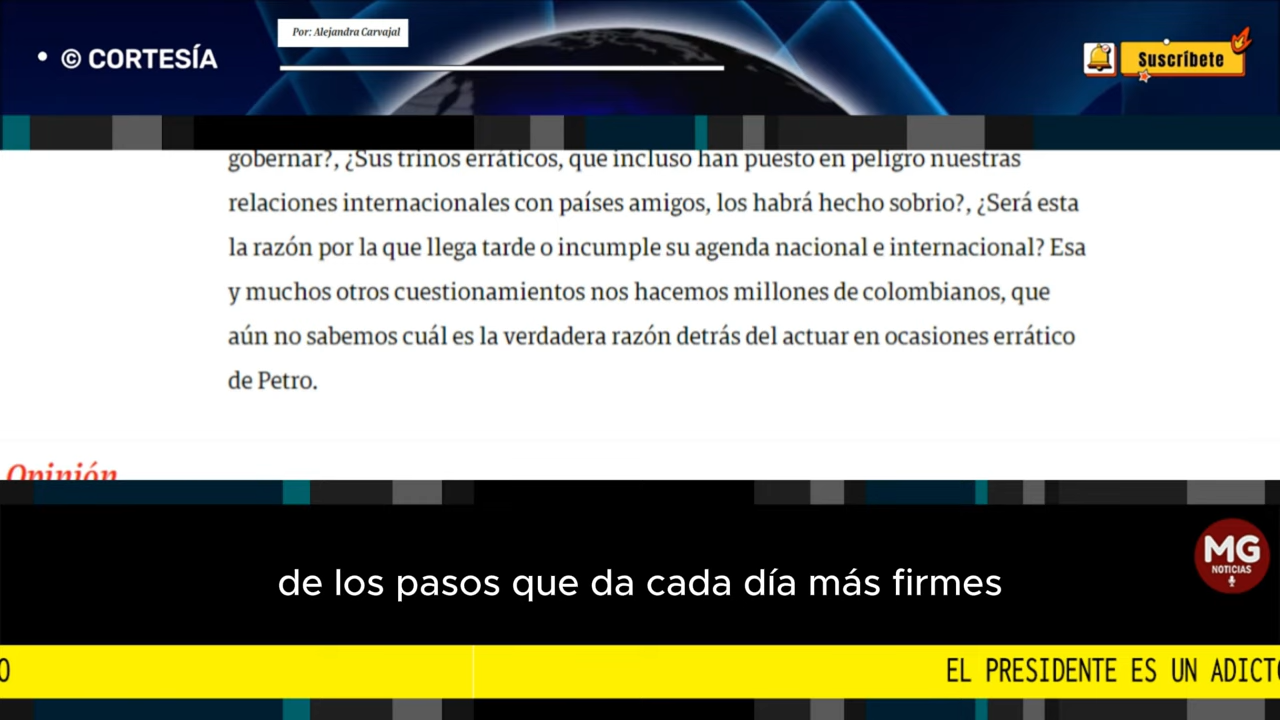 Por: Alejandra Carvajal
• © CORTESÍA
Suscríbete
gobernar?, ¿Sus trinos erráticos, que incluso han puesto en peligro nuestras
relaciones internacionales con países amigos, los habrá hecho sobrio?, ¿Será esta
la razón por la que llega tarde o incumple su agenda nacional e internacional? Esa
y muchos otros cuestionamientos nos hacemos millones de colombianos, que
aún no sabemos cuál es la verdadera razón detrás del actuar en ocasiones errático
de Petro.
Opinión
MG
NOTICIAS
de los pasos que da cada día más firmes
O
EL PRESIDENTE ES UN ADICTO